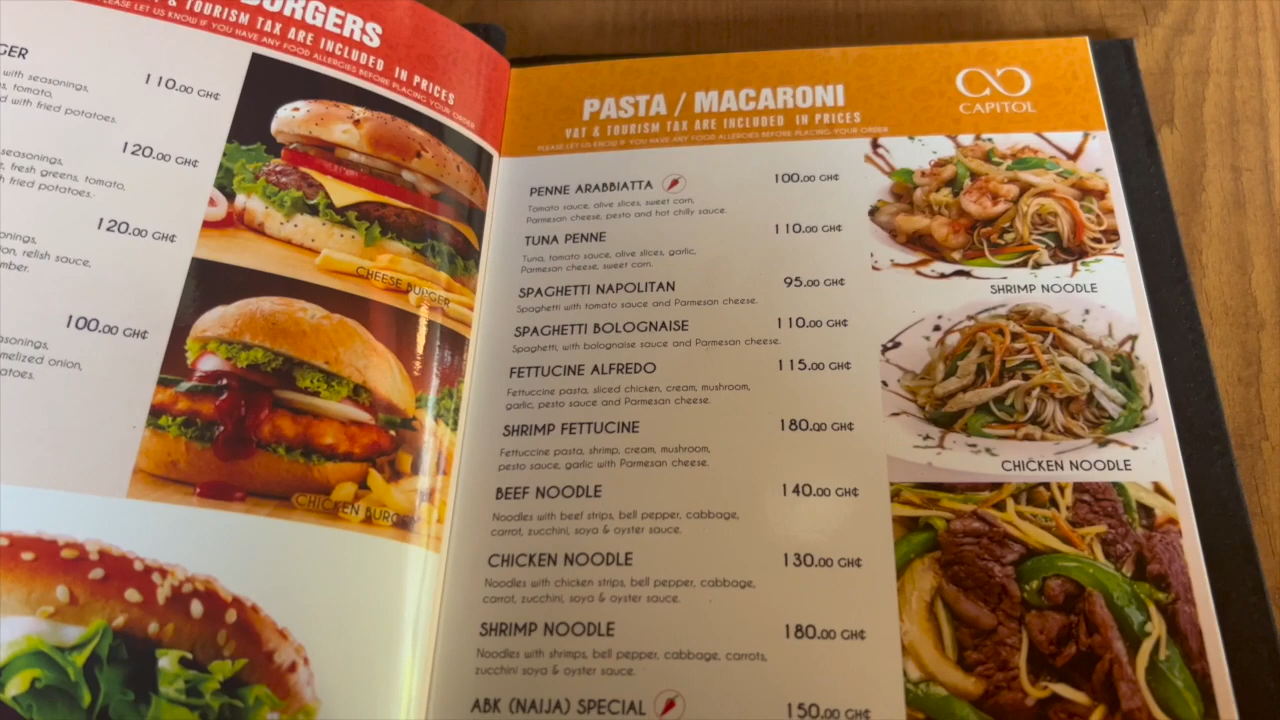 BURGERS
& TOURISM TAX ARE INCLUDED IN PRICES
PLEASE LET US KNOW IF YOU HAVE ANY FOOD ALLERGIES BEFORE PLACING YOUR ORDER
110.00 GH¢
with seasonings,
tomato,
with fried potatoes.
120.00 GH¢
seasonings,
fresh greens, tomato,
fried potatoes.
120.00 GH¢
relish sauce,
100.00 GH¢
onion,
CHEESE BURGER
CHICKEN BURGER
PASTA / MACARONI
VAT & TOURISM TAX ARE INCLUDED IN PRICES
PLEASE LET US KNOW IF YOU HAVE ANY FOOD ALLERGIES BEFORE PLACING YOUR ORDER
CAPITOL
PENNE ARABBIATTA 100.00 GH¢
Tomato sauce, olive slices, sweet corn,
Parmesan cheese, pesto and hot chilly sauce.
TUNA PENNE 110.00 GH¢
Tuna, tomato sauce, olive slices, garlic,
Parmesan cheese, sweet corn.
SPAGHETTI NAPOLITAN 95.00 GH¢
Spaghetti with tomato sauce and Parmesan cheese.
SPAGHETTI BOLOGNAISE 110.00 GH¢
Spaghetti, with bolognaise sauce and Parmesan cheese.
FETTUCINE ALFREDO 115.00 GH¢
Fettuccine pasta, sliced chicken, cream, mushroom,
garlic, pesto sauce and Parmesan cheese.
SHRIMP FETTUCINE 180.00 GH¢
Fettuccine pasta, shrimp, cream, mushroom,
pesto sauce, garlic with Parmesan cheese.
BEEF NOODLE 140.00 GH¢
Noodles with beef strips, bell pepper, cabbage,
carrot, zucchini, soya & oyster sauce.
CHICKEN NOODLE 130.00 GH¢
Noodles with chicken strips, bell pepper, cabbage,
carrot, zucchini, soya & oyster sauce.
SHRIMP NOODLE 180.00 GH¢
Noodles with shrimps, bell pepper, cabbage, carrots,
zucchini soya & oyster sauce.
ABK (NAIJA) SPECIAL 150.00 GH¢
SHRIMP NOODLE
CHICKEN NOODLE